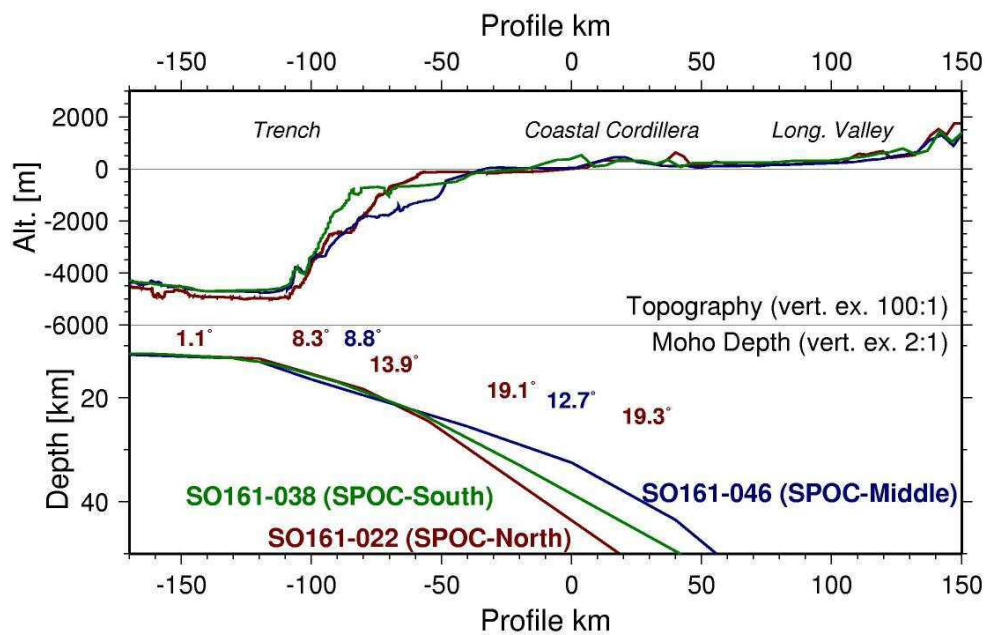 Profile km
-150 -100 -50 0 50 100 150
2000
0
-2000
-4000
-6000
Alt. [m]
Trench
Coastal Cordillera
Long. Valley
Topography (vert. ex. 100:1)
Moho Depth (vert. ex. 2:1)
1.1°
8.3°
8.8°
13.9°
19.1°
12.7°
19.3°
20
40
Depth [km]
SO161-038 (SPOC-South)
SO161-046 (SPOC-Middle)
SO161-022 (SPOC-North)
-150 -100 -50 0 50 100 150
Profile km